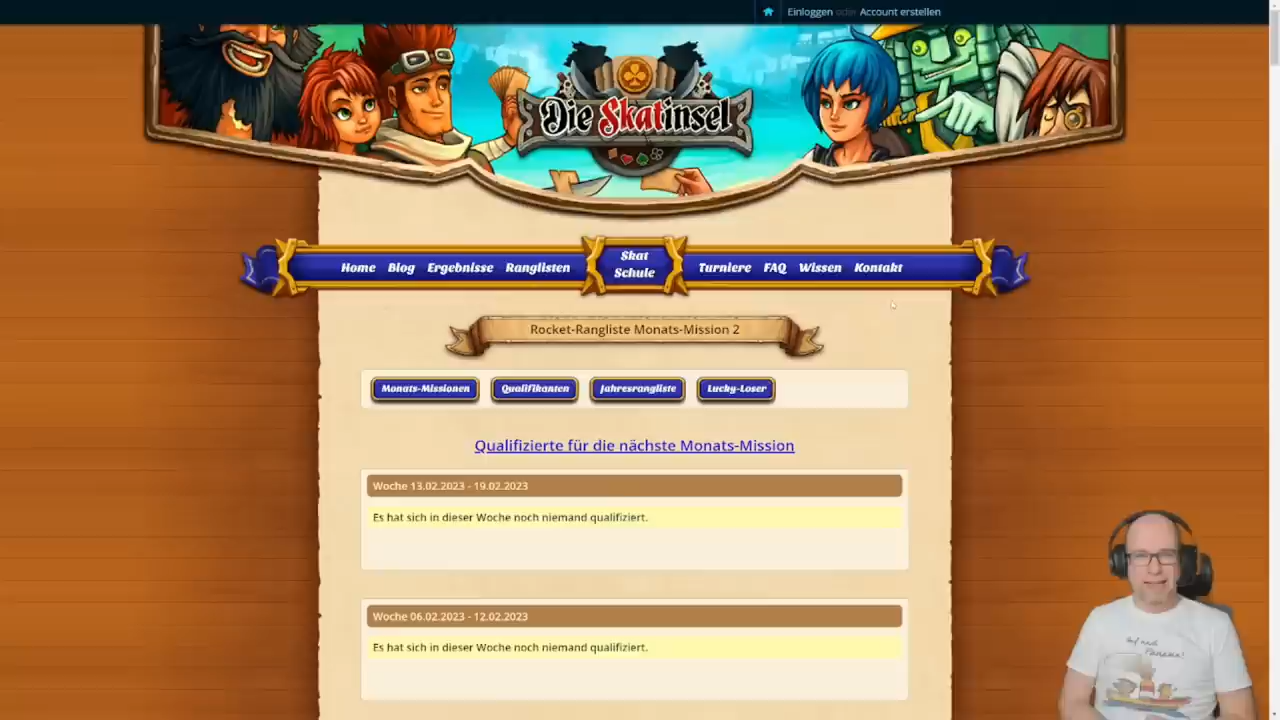 Einloggen oder Account erstellen
Die Skatinsel
Home Blog Ergebnisse Ranglisten Skat Schule Turniere FAQ Wissen Kontakt
Rocket-Rangliste Monats-Mission 2
Monats-Missionen Qualifikanten Jahresrangliste Lucky-Loser
Qualifizierte für die nächste Monats-Mission
Woche 13.02.2023 - 19.02.2023
Es hat sich in dieser Woche noch niemand qualifiziert.
Woche 06.02.2023 - 12.02.2023
Es hat sich in dieser Woche noch niemand qualifiziert.
Auf nach
Panama!